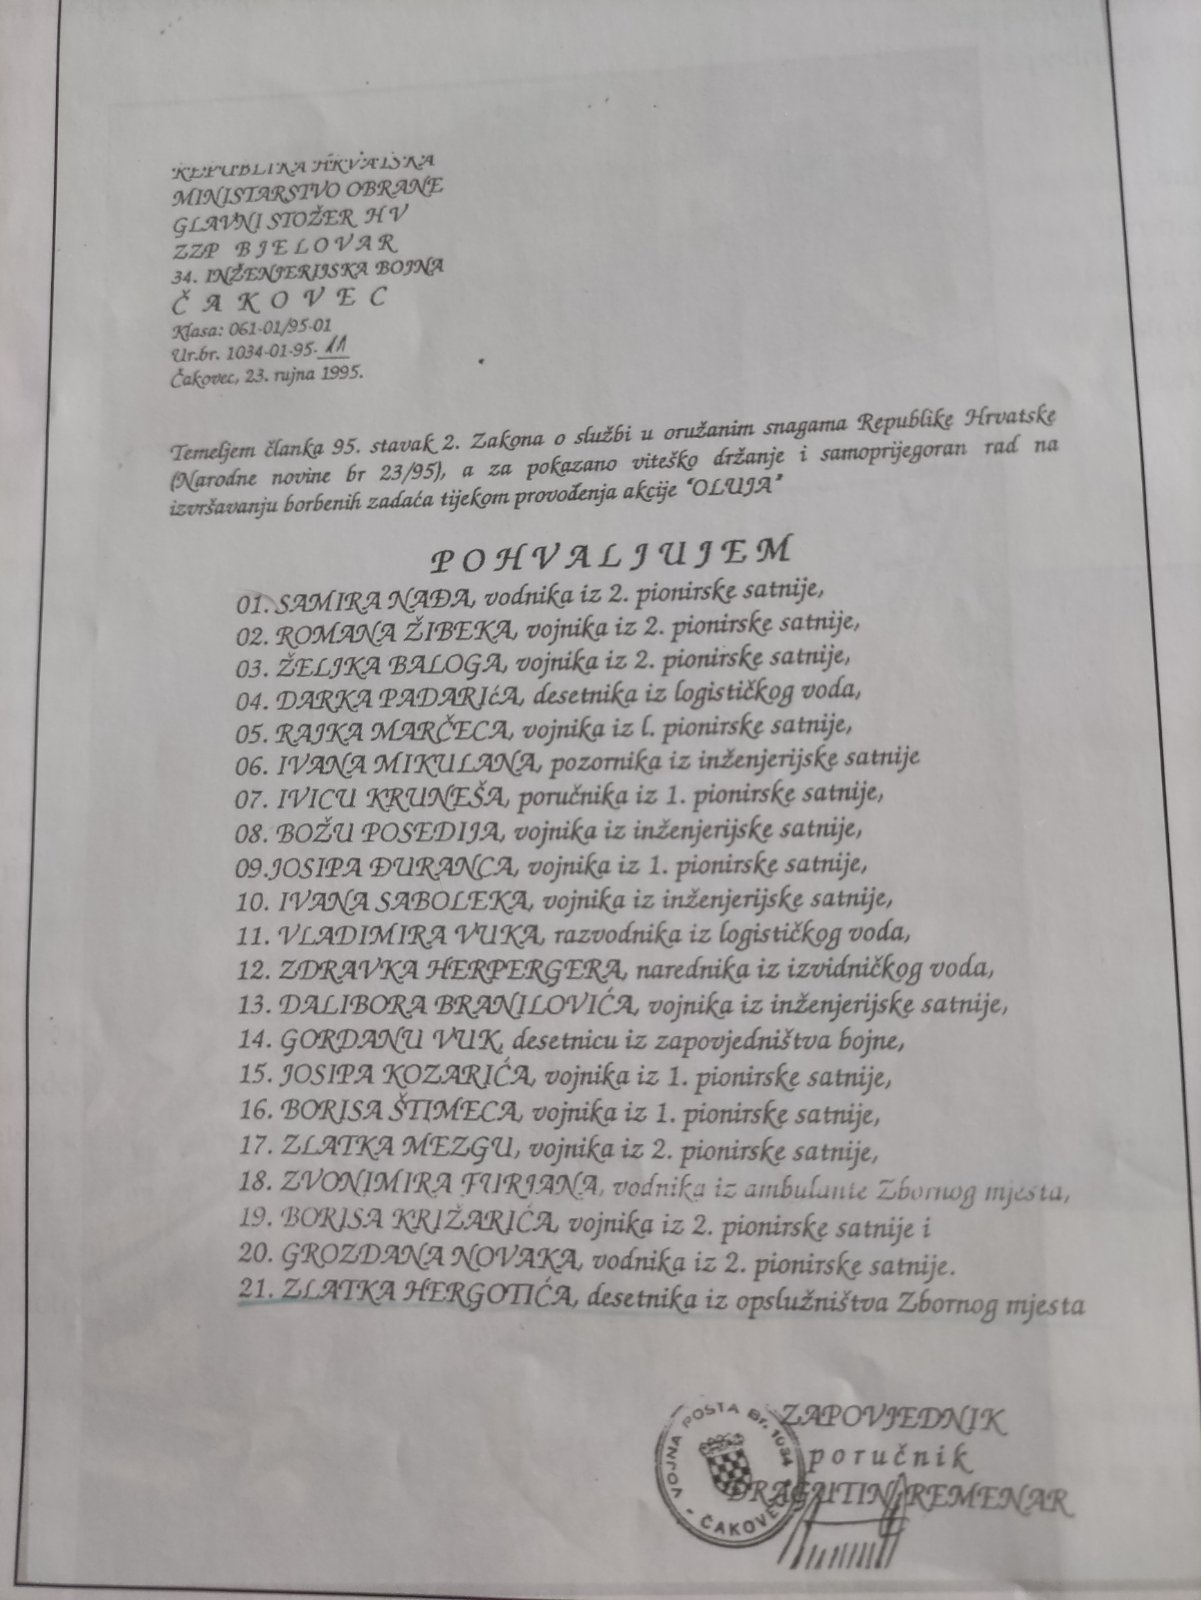 REPUBLIKA HRVATSKA
MINISTARSTVO OBRANE
GLAVNI STOŽER HV
ZZP BJELOVAR
34. INŽENJERIJSKA BOJNA
ČAKOVEC
Klasa: 061-01/95-01
Ur.br. 1034-01-95-11
Čakovec, 23. rujna 1995.
Temeljem članka 95. stavak 2. Zakona o službi u oružanim snagama Republike Hrvatske
(Narodne novine br 23/95), a za pokazano viteško držanje i samoprijegoran rad na
izvršavanju borbenih zadaća tijekom provođenja akcije "OLUJA"
POHVALJUJEM
01. SAMIRA NAĐA, vodnika iz 2. pionirske satnije,
02. ROMANA ŽIBEKA, vojnika iz 2. pionirske satnije,
03. ŽELJKA BALOGA, vojnika iz 2. pionirske satnije,
04. DARKA PADARIćA, desetnika iz logističkog voda,
05. RAJKA MARČECA, vojnika iz l. pionirske satnije,
06. IVANA MIKULANA, pozornika iz inženjerijske satnije
07. IVICU KRUNEŠA, poručnika iz 1. pionirske satnije,
08. BOŽU POSEDIJA, vojnika iz inženjerijske satnije,
09.JOSIPA ĐURANCA, vojnika iz 1. pionirske satnije,
10. IVANA SABOLEKA, vojnika iz inženjerijske satnije,
11. VLADIMIRA VUKA, razvodnika iz logističkog voda,
12. ZDRAVKA HERPERGERA, narednika iz izvidničkog voda,
13. DALIBORA BRANILOVIĆA, vojnika iz inženjerijske satnije,
14. GORDANU VUK, desetnicu iz zapovjedništva bojne,
15. JOSIPA KOZARIĆA, vojnika iz 1. pionirske satnije,
16. BORISA ŠTIMECA, vojnika iz 1. pionirske satnije,
17. ZLATKA MEZGU, vojnika iz 2. pionirske satnije,
18. ZVONIMIRA FURJANA, vodnika iz ambulante Zbornog mjesta,
19. BORISA KRIŽARIĆA, vojnika iz 2. pionirske satnije i
20. GROZDANA NOVAKA, vodnika iz 2. pionirske satnije.
21. ZLATKA HERGOTIĆA, desetnika iz opslužništva Zbornog mjesta
ZAPOVJEDNIK
poručnik
DRAGUTIN REMENAR
VOJNA POSTA Br. 1034
- ČAKOVEC